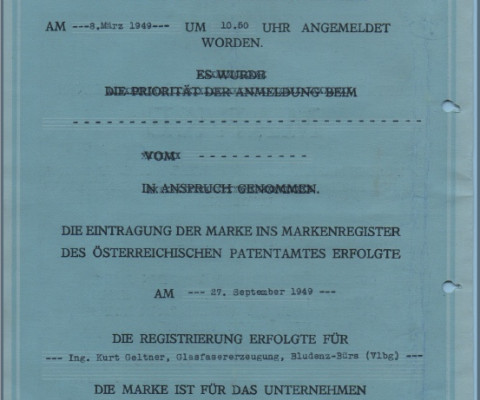 AM ---8.März 1949--- UM 10.50 UHR ANGEMELDET
WORDEN.
ES WURDE
DIE PRIORITÄT DER ANMELDUNG BEIM
VOM ----------
IN ANSPRUCH GENOMMEN.
DIE EINTRAGUNG DER MARKE INS MARKENREGISTER
DES ÖSTERREICHISCHEN PATENTAMTES ERFOLGTE
AM --- 27. September 1949 ---
DIE REGISTRIERUNG ERFOLGTE FÜR
--- Ing. Kurt Geltner, Glasfasererzeugung, Bludenz-Bürs (Vlbg) ---
DIE MARKE IST FÜR DAS UNTERNEHMEN